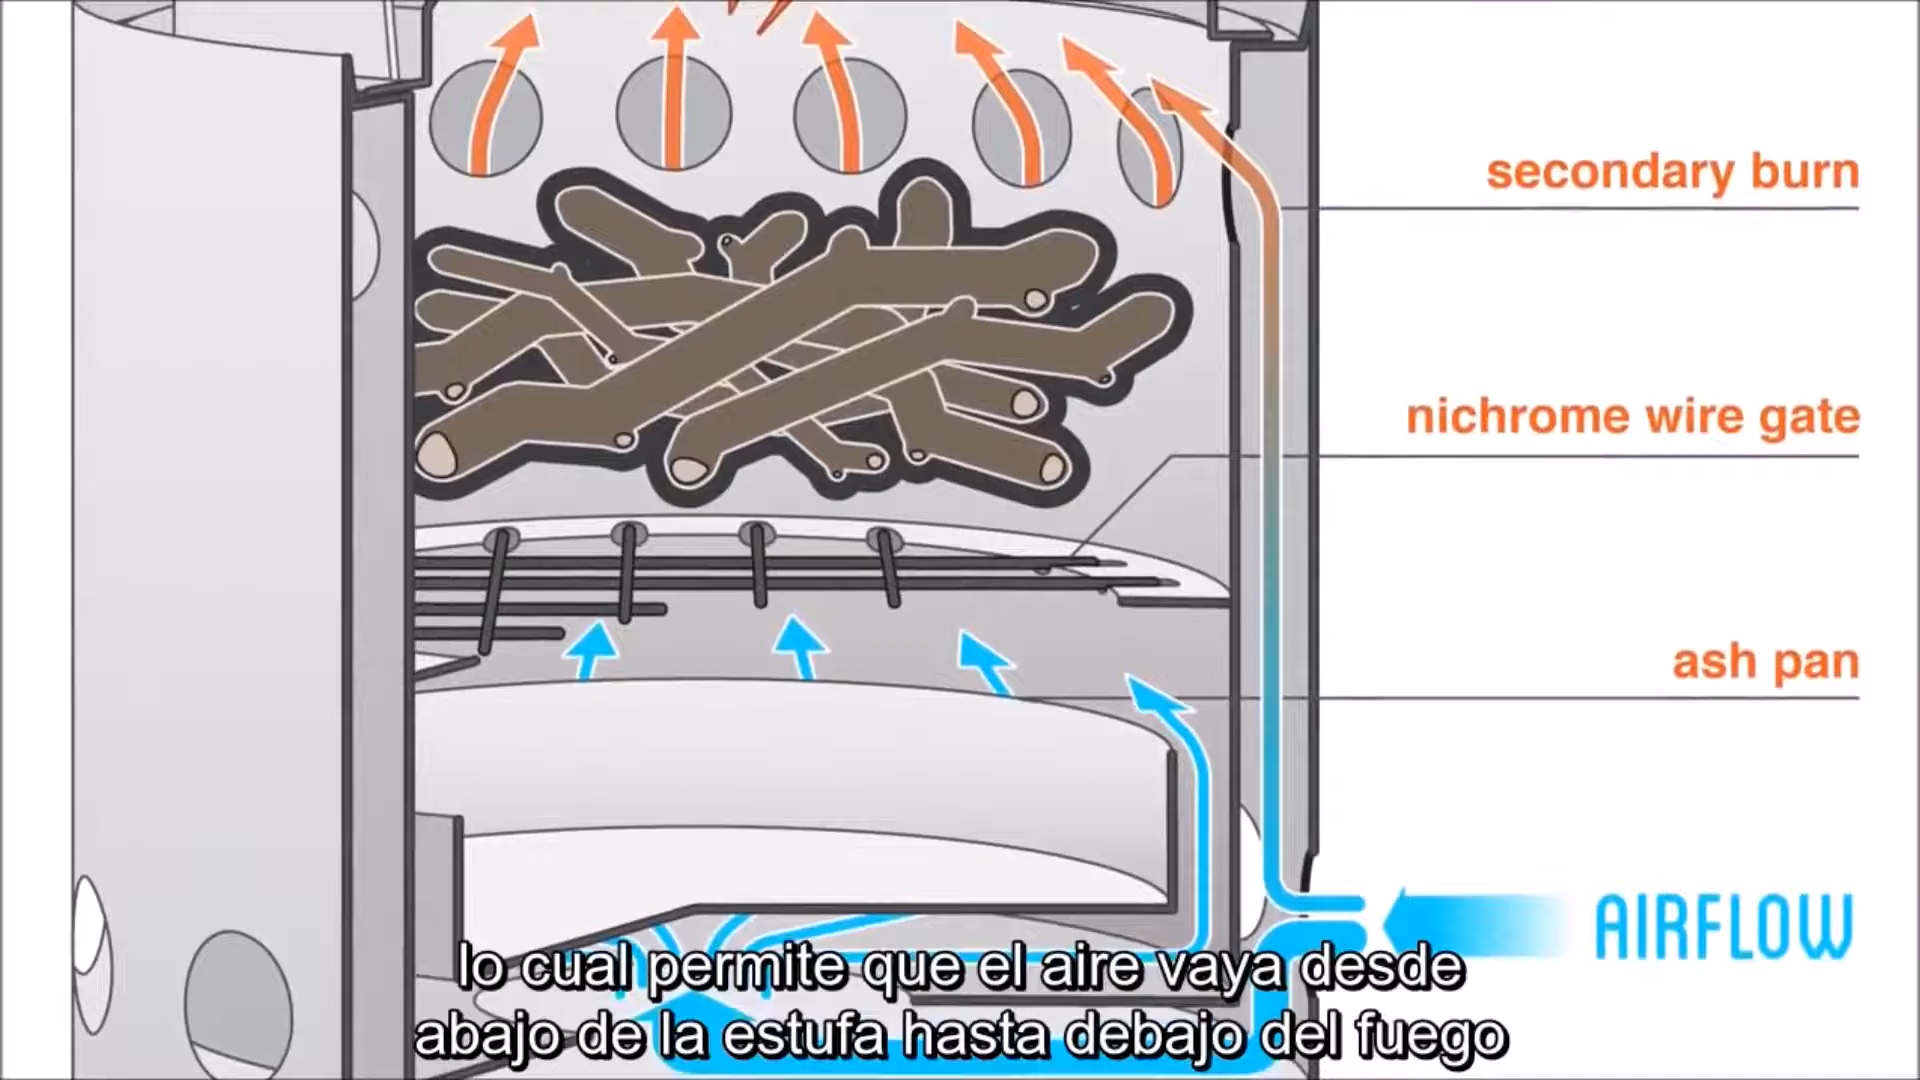 secondary burn
nichrome wire gate
ash pan
AIRFLOW
lo cual permite que el aire vaya desde
abajo de la estufa hasta debajo del fuego